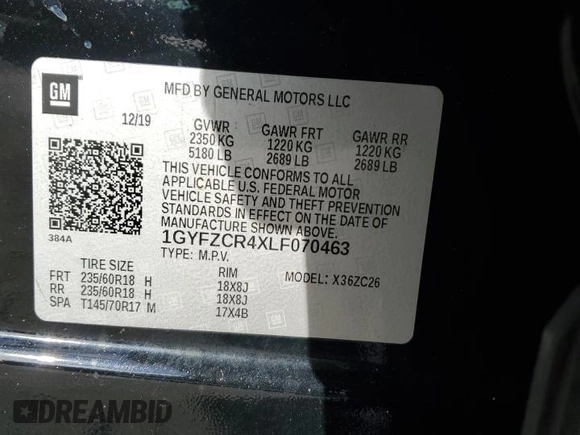 GM
MFD BY GENERAL MOTORS LLC
12/19
GVWR GAWR FRT GAWR RR
2350 KG 1220 KG 1220 KG
5180 LB 2689 LB 2689 LB
THIS VEHICLE CONFORMS TO ALL
APPLICABLE U.S. FEDERAL MOTOR
VEHICLE SAFETY AND THEFT PREVENTION
STANDARDS IN EFFECT ON THE DATE OF
MANUFACTURE SHOWN ABOVE.
384A
1GYFZCR4XLF070463
TYPE: M.P.V. MODEL: X36ZC26
TIRE SIZE RIM
FRT 235/60R18 H 18X8J
RR 235/60R18 H 18X8J
SPA T145/70R17 M 17X4B
DREAMBID